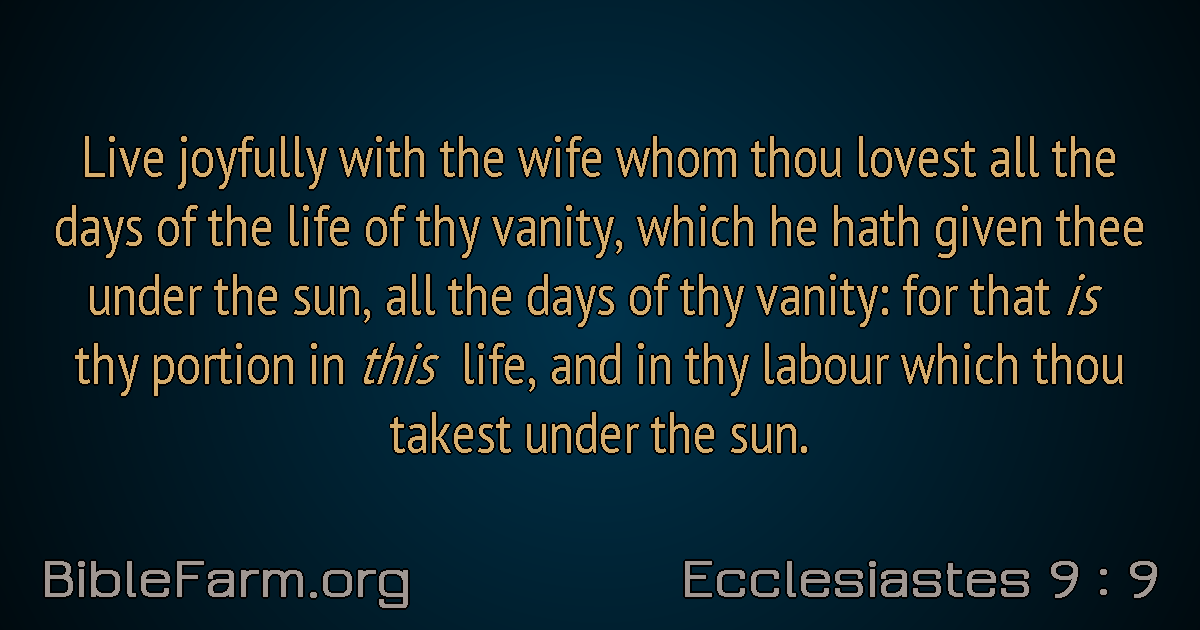 Live joyfully with the wife whom thou lovest all the
days of the life of thy vanity, which he hath given thee
under the sun, all the days of thy vanity: for that is
thy portion in this life, and in thy labour which thou
takest under the sun.
BibleFarm.org
Ecclesiastes 9 : 9